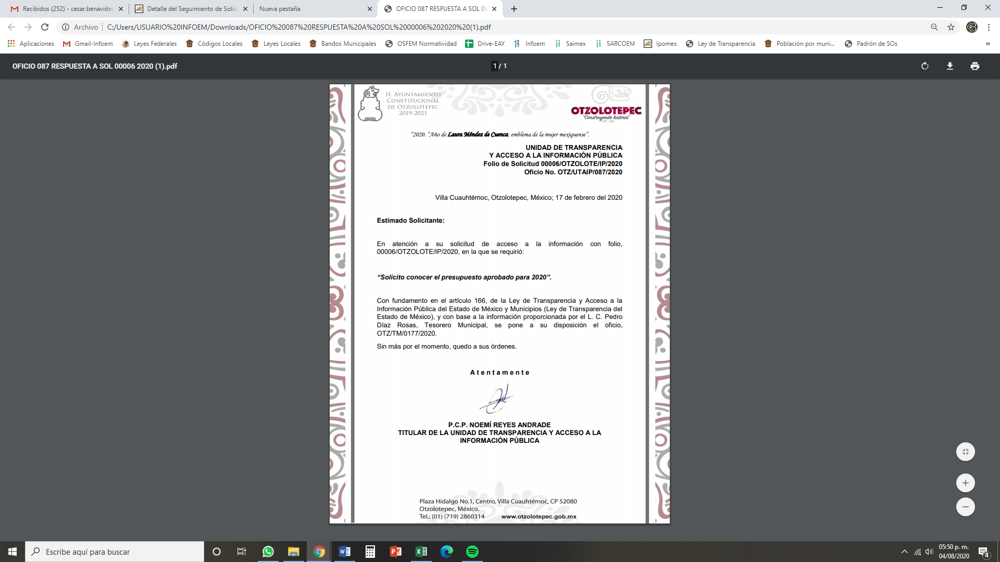 Recibidos (252) - cesar.benavides
Detalle del Seguimiento de Solici
Nueva pestaña
OFICIO 087 RESPUESTA A SOL 00
Archivo
C:/Users/USUARIO%20INFOEM/Downloads/OFICIO%20087%20RESPUESTA%20A%20SOL%2000006%202020%20(1).pdf
Aplicaciones
Gmail-Infoem
Leyes Federales
Códigos Locales
Leyes Locales
Bandos Municipales
OSFEM Normatividad
Drive-EAY
Infoem
Saimex
SARCOEM
Ipomex
Ley de Transparencia
Población por muni...
Padrón de SOs
»
OFICIO 087 RESPUESTA A SOL 00006 2020 (1).pdf
1 / 1
H. AYUNTAMIENTO
CONSTITUCIONAL
DE OTZOLOTEPEC
2019-2021
OTZOLOTEPEC
"Construyendo historia"
“2020. “Año de Laura Méndez de Cuenca; emblema de la mujer mexiquense”.
UNIDAD DE TRANSPARENCIA
Y ACCESO A LA INFORMACIÓN PÚBLICA
Folio de Solicitud 00006/OTZOLOTE/IP/2020
Oficio No. OTZ/UTAIP/087/2020
Villa Cuauhtémoc, Otzolotepec, México; 17 de febrero del 2020
Estimado Solicitante:
En atención a su solicitud de acceso a la información con folio,
00006/OTZOLOTE/IP/2020, en la que se requirió:
“Solicito conocer el presupuesto aprobado para 2020”.
Con fundamento en el artículo 166, de la Ley de Transparencia y Acceso a la
Información Pública del Estado de México y Municipios (Ley de Transparencia del
Estado de México), y con base a la información proporcionada por el L. C. Pedro
Díaz Rosas, Tesorero Municipal, se pone a su disposición el oficio,
OTZ/TM/0177/2020.
Sin más por el momento, quedo a sus órdenes.
A t e n t a m e n t e
P.C.P. NOEMÍ REYES ANDRADE
TITULAR DE LA UNIDAD DE TRANSPARENCIA Y ACCESO A LA
INFORMACIÓN PÚBLICA
Plaza Hidalgo No.1, Centro, Villa Cuauhtémoc, CP 52080
Otzolotepec, México.
Tel.: (01) (719) 2860314 www.otzolotepec.gob.mx
Escribe aquí para buscar
05:50 p. m.
04/08/2020
4